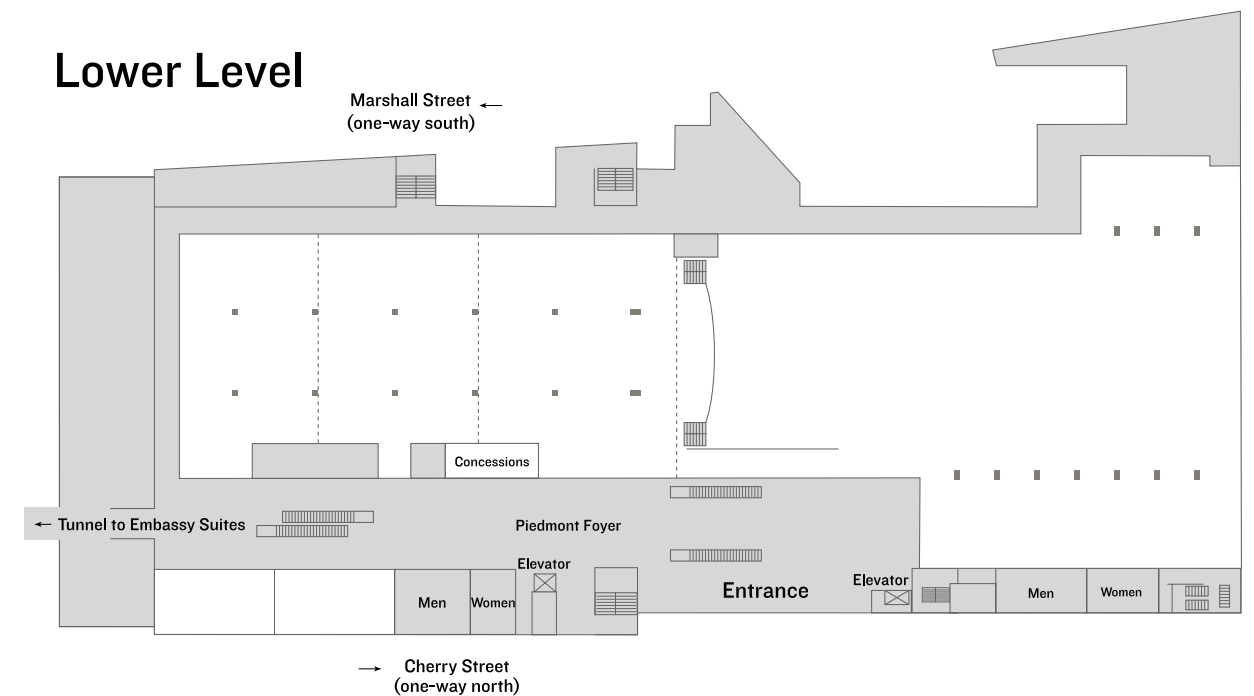 Lower Level
Marshall Street
(one-way south)
Concessions
Tunnel to Embassy Suites
Piedmont Foyer
Elevator
Entrance
Elevator
Men
Women
Men
Women
Cherry Street
(one-way north)